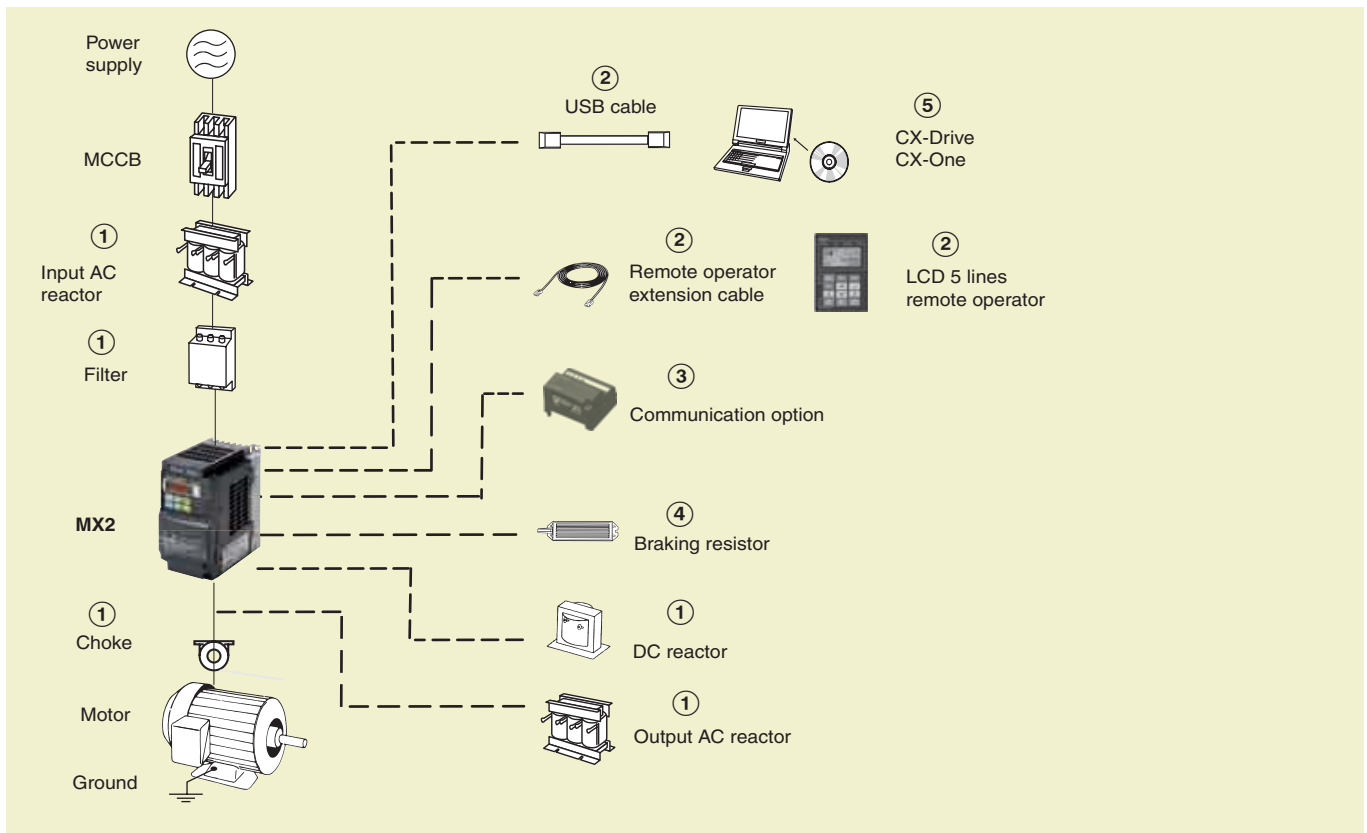 Power
supply
MCCB
1
Input AC
reactor
1
Filter
MX2
1
Choke
Motor
Ground
2
USB cable
5
CX-Drive
CX-One
2
Remote operator
extension cable
2
LCD 5 lines
remote operator
3
Communication option
4
Braking resistor
1
DC reactor
1
Output AC reactor